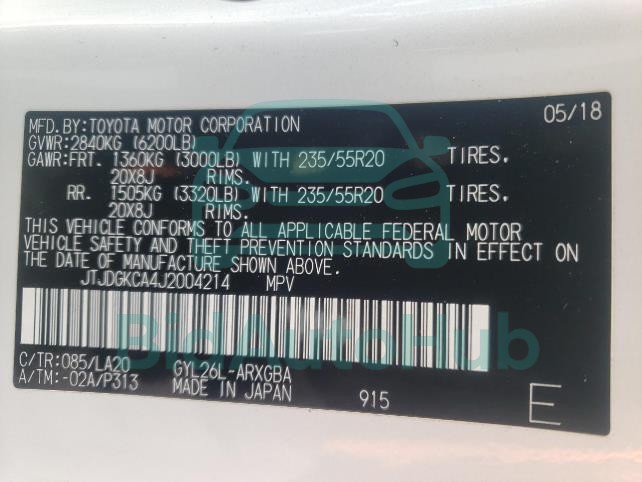 MFD.BY:TOYOTA MOTOR CORPORATION 05/18
GVWR:2840KG (6200LB)
GAWR:FRT. 1360KG (3000LB) WITH 235/55R20 TIRES.
20X8J RIMS.
RR. 1505KG (3320LB) WITH 235/55R20 TIRES.
20X8J RIMS.
THIS VEHICLE CONFORMS TO ALL APPLICABLE FEDERAL MOTOR
VEHICLE SAFETY AND THEFT PREVENTION STANDARDS IN EFFECT ON
THE DATE OF MANUFACTURE SHOWN ABOVE.
JTJDGKCA4J2004214 MPV
BidAutoHub
C/TR:085/LA20 GYL26L-ARXGBA
A/TM:-02A/P313 MADE IN JAPAN 915 E